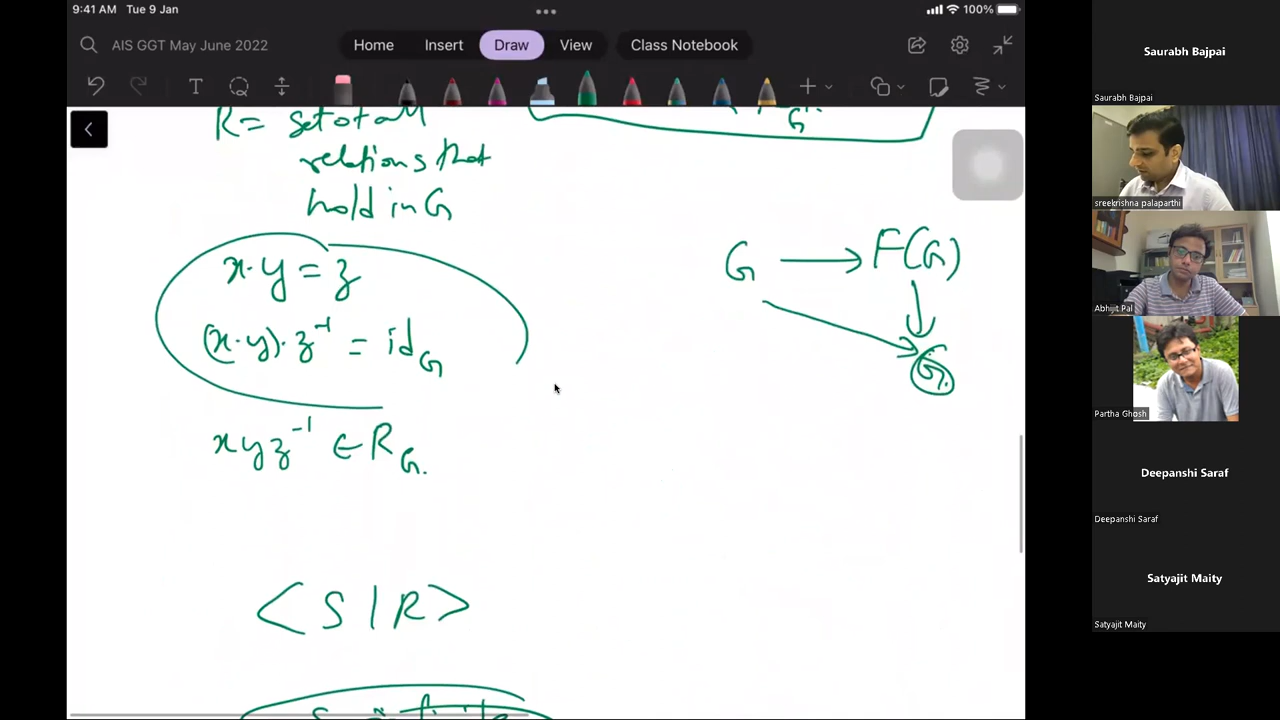 9:41 AM Tue 9 Jan
100%
AIS GGT May June 2022
Home Insert Draw View Class Notebook
T
R = set of all
relations that
hold in G
x·y = z
(x·y)·z⁻¹ = id_G
xyz⁻¹ ∈ R_G.
G → F(G)
G
<S|R>
Saurabh Bajpai
Saurabh Bajpai
sreekrishna palaparthi
Abhijit Pal
Partha Ghosh
Deepanshi Saraf
Deepanshi Saraf
Satyajit Maity
Satyajit Maity